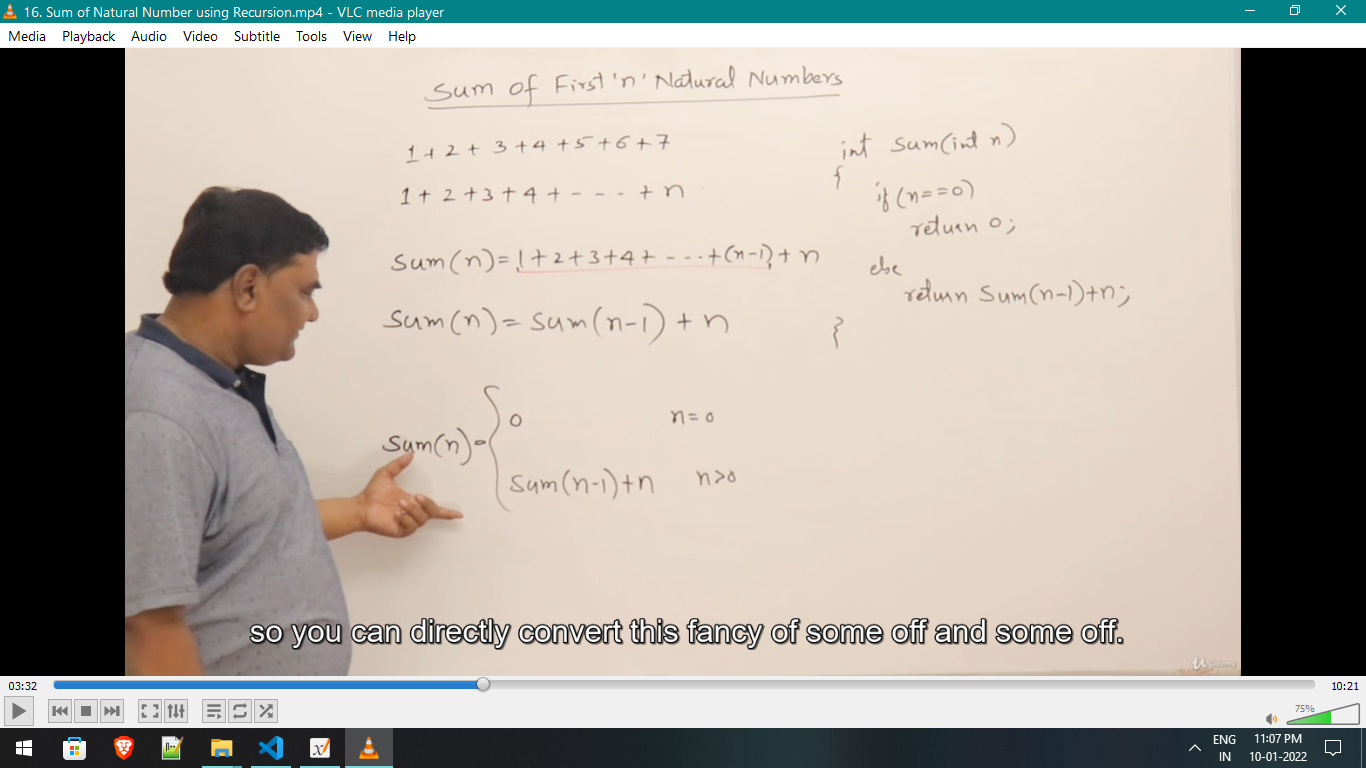 16. Sum of Natural Number using Recursion.mp4 - VLC media player
Media Playback Audio Video Subtitle Tools View Help
Sum of First 'n' Natural Numbers
1+2+3+4+5+6+7
1+2+3+4+---+n
Sum(n)=1+2+3+4+---+(n-1)+n
Sum(n)=Sum(n-1)+n
Sum(n)={
0 n=0
Sum(n-1)+n n>0
int Sum(int n)
{
if(n==0)
return 0;
else
return Sum(n-1)+n;
}
so you can directly convert this fancy of some off and some off.
Udemy
03:32 10:21
75%
ENG 11:07 PM
IN 10-01-2022